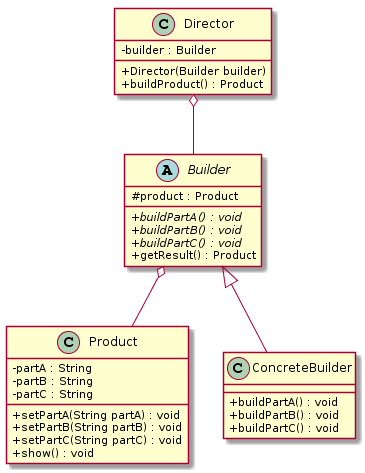 C Director
-builder : Builder
+Director(Builder builder)
+buildProduct() : Product
A Builder
#product : Product
+buildPartA() : void
+buildPartB() : void
+buildPartC() : void
+getResult() : Product
C Product
-partA : String
-partB : String
-partC : String
+setPartA(String partA) : void
+setPartB(String partB) : void
+setPartC(String partC) : void
+show() : void
C ConcreteBuilder
+buildPartA() : void
+buildPartB() : void
+buildPartC() : void